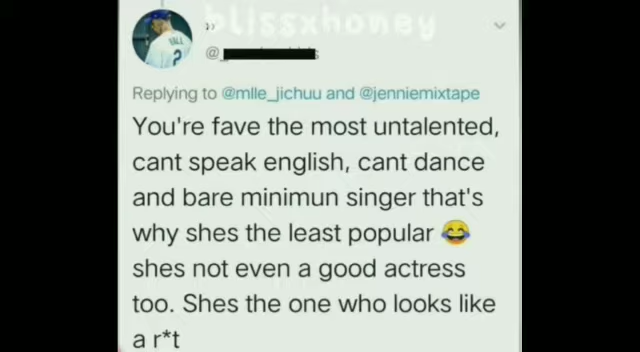 blissxhoney
@
Replying to @mlle_jichuu and @jenniemixtape
You're fave the most untalented,
cant speak english, cant dance
and bare minimun singer that's
why shes the least popular 😂
shes not even a good actress
too. Shes the one who looks like
a r*t